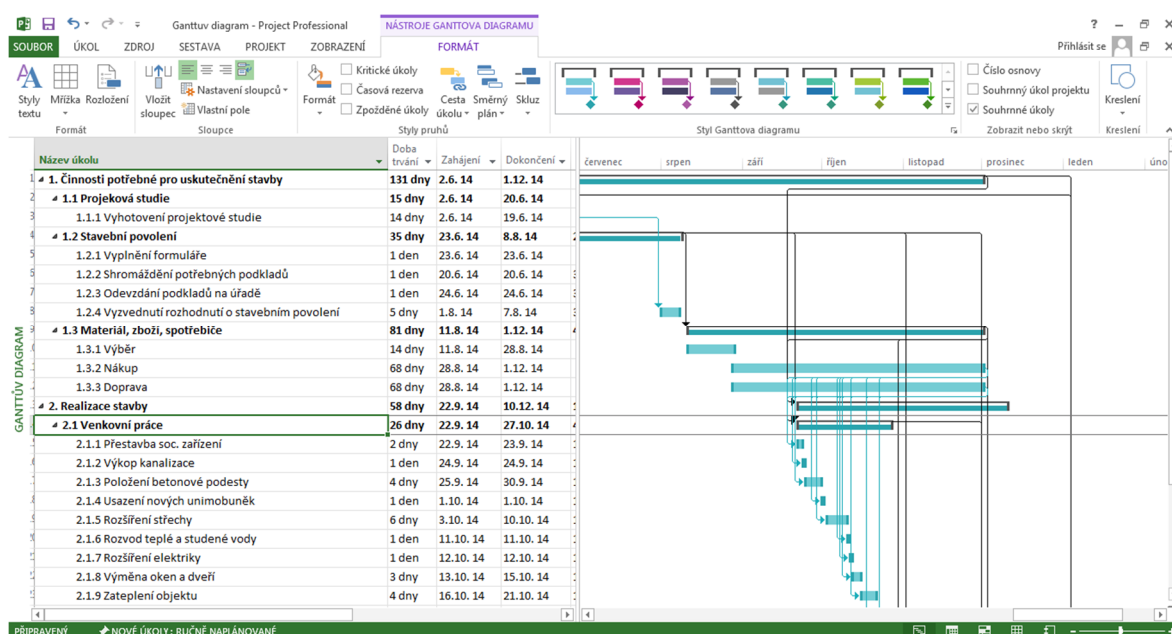 Ganttuv diagram - Project Professional
NÁSTROJE GANTTOVA DIAGRAMU
SOUBOR ÚKOL ZDROJ SESTAVA PROJEKT ZOBRAZENÍ FORMÁT
Přihlásit se
Styly textu
Mřížka
Rozložení
Formát
Vložit sloupec
Nastavení sloupců
Vlastní pole
Sloupce
Formát
Kritické úkoly
Časová rezerva
Zpožděné úkoly
Cesta úkolu
Směrný plán
Skluz
Styly pruhů
Styl Ganttova diagramu
Číslo osnovy
Souhrnný úkol projektu
Souhrnné úkoly
Zobrazit nebo skrýt
Kreslení
Kreslení
Název úkolu Doba trvání Zahájení Dokončení
červenec srpen září říjen listopad prosinec leden úno
1. Činnosti potřebné pro uskutečnění stavby 131 dny 2.6. 14 1.12. 14
1.1 Projeková studie 15 dny 2.6. 14 20.6. 14
1.1.1 Vyhotovení projektové studie 14 dny 2.6. 14 19.6. 14
1.2 Stavební povolení 35 dny 23.6. 14 8.8. 14
1.2.1 Vyplnění formuláře 1 den 23.6. 14 23.6. 14
1.2.2 Shromáždění potřebných podkladů 1 den 20.6. 14 20.6. 14
1.2.3 Odevzdání podkladů na úřadě 1 den 24.6. 14 24.6. 14
1.2.4 Vyzvednutí rozhodnutí o stavebním povolení 5 dny 1.8. 14 7.8. 14
1.3 Materiál, zboží, spotřebiče 81 dny 11.8. 14 1.12. 14
1.3.1 Výběr 14 dny 11.8. 14 28.8. 14
1.3.2 Nákup 68 dny 28.8. 14 1.12. 14
1.3.3 Doprava 68 dny 28.8. 14 1.12. 14
2. Realizace stavby 58 dny 22.9. 14 10.12. 14
2.1 Venkovní práce 26 dny 22.9. 14 27.10. 14
2.1.1 Přestavba soc. zařízení 2 dny 22.9. 14 23.9. 14
2.1.2 Výkop kanalizace 1 den 24.9. 14 24.9. 14
2.1.3 Položení betonové podesty 4 dny 25.9. 14 30.9. 14
2.1.4 Usazení nových unimobuněk 1 den 1.10. 14 1.10. 14
2.1.5 Rozšíření střechy 6 dny 3.10. 14 10.10. 14
2.1.6 Rozvod teplé a studené vody 1 den 11.10. 14 11.10. 14
2.1.7 Rozšíření elektriky 1 den 12.10. 14 12.10. 14
2.1.8 Výměna oken a dveří 3 dny 13.10. 14 15.10. 14
2.1.9 Zateplení objektu 4 dny 16.10. 14 21.10. 14
GANTTŮV DIAGRAM
PŘIPRAVENÝ NOVÉ ÚKOLY: RUČNĚ NAPLÁNOVANÉ